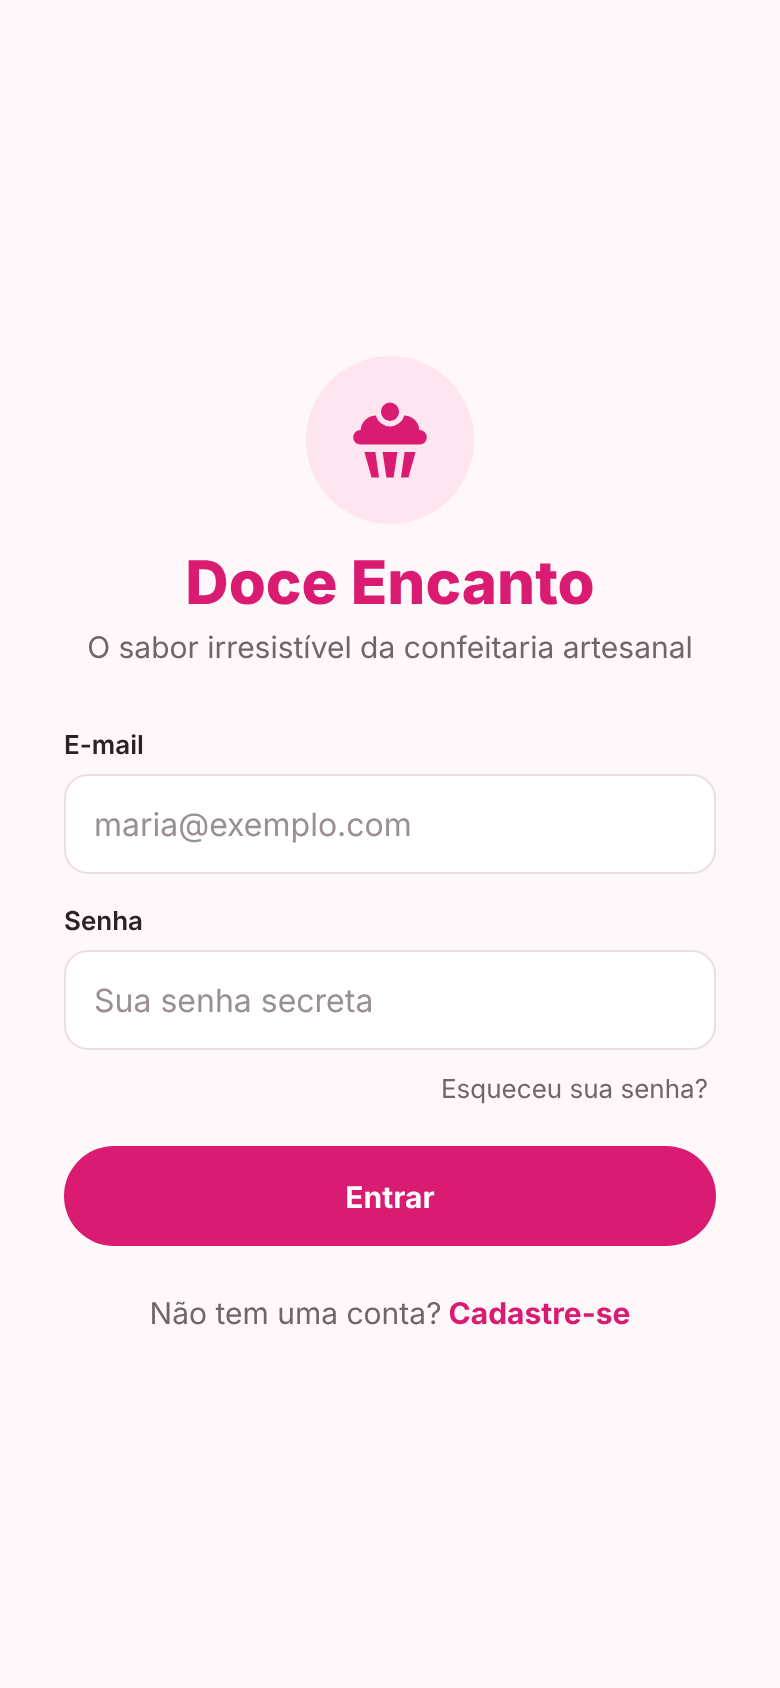 Doce Encanto
O sabor irresistível da confeitaria artesanal
E-mail
maria@exemplo.com
Senha
Sua senha secreta
Esqueceu sua senha?
Entrar
Não tem uma conta? Cadastre-se